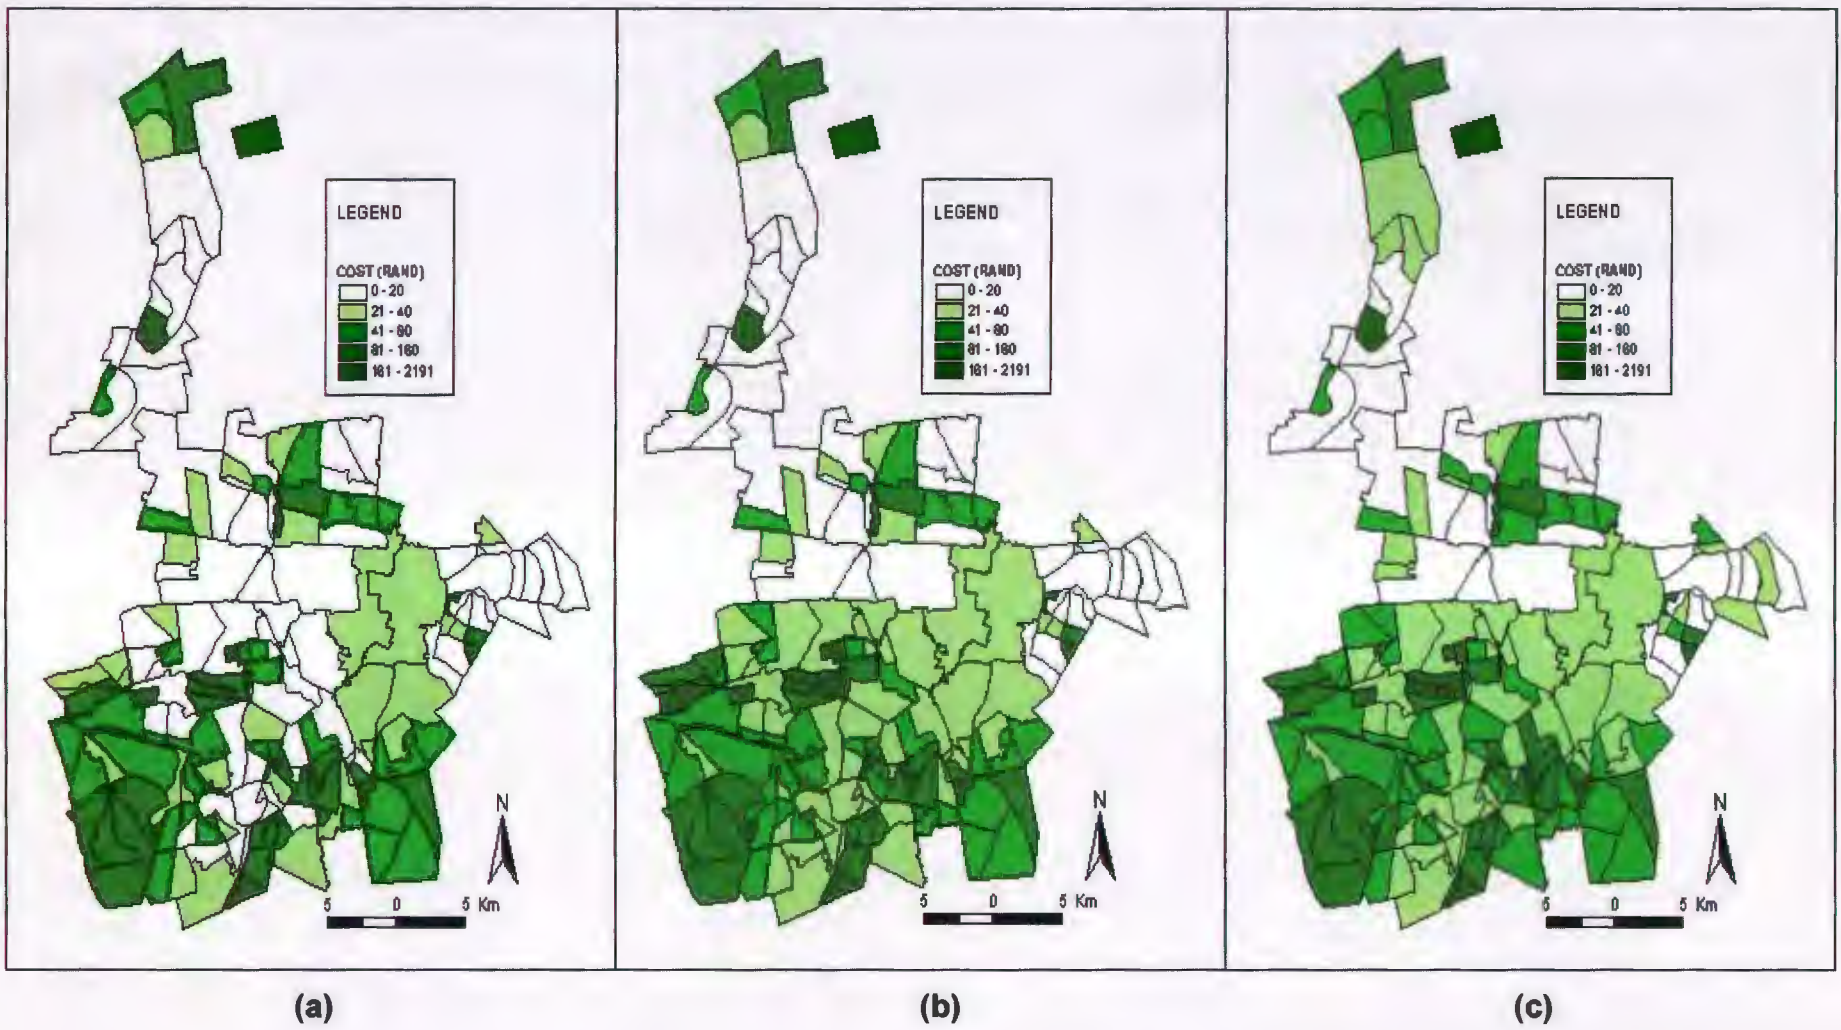 LEGEND
COST (RAND)
0 - 20
21 - 40
41 - 80
81 - 160
161 - 2191
N
5 0 5 Km
LEGEND
COST (RAND)
0 - 20
21 - 40
41 - 80
81 - 160
161 - 2191
N
5 0 5 Km
LEGEND
COST (RAND)
0 - 20
21 - 40
41 - 80
81 - 160
161 - 2191
N
5 0 5 Km
(a) (b) (c)